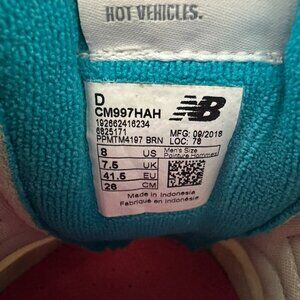 HOT VEHICLES.
D
CM997HAH
NB
192662416234
6825171
MFG: 09/2018
PPMTM4197 BRN
LOC: 78
8 US
Men's Size
Pointure Hommes
7.5 UK
41.5 EU
26 CM
Made in Indonesia
Fabriqué en Indonésie